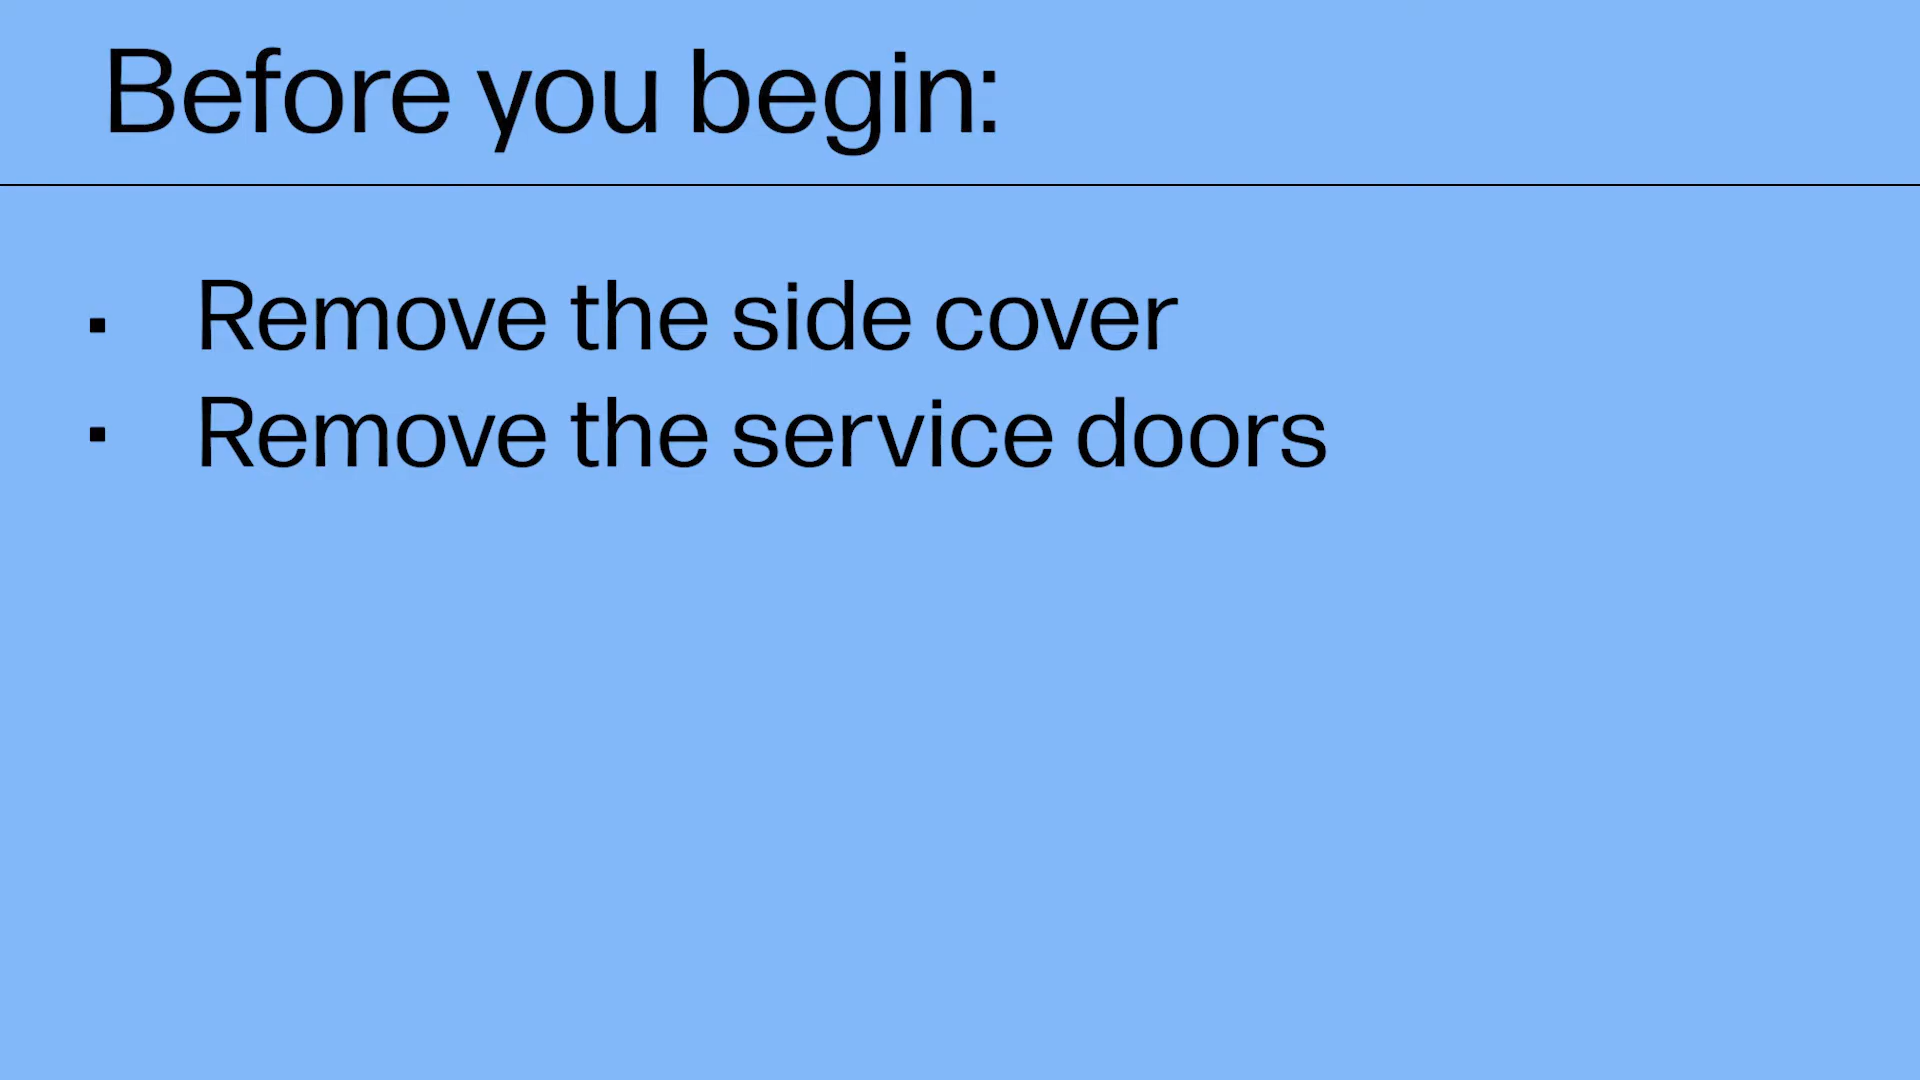 Before you begin:
▪ Remove the side cover
▪ Remove the service doors